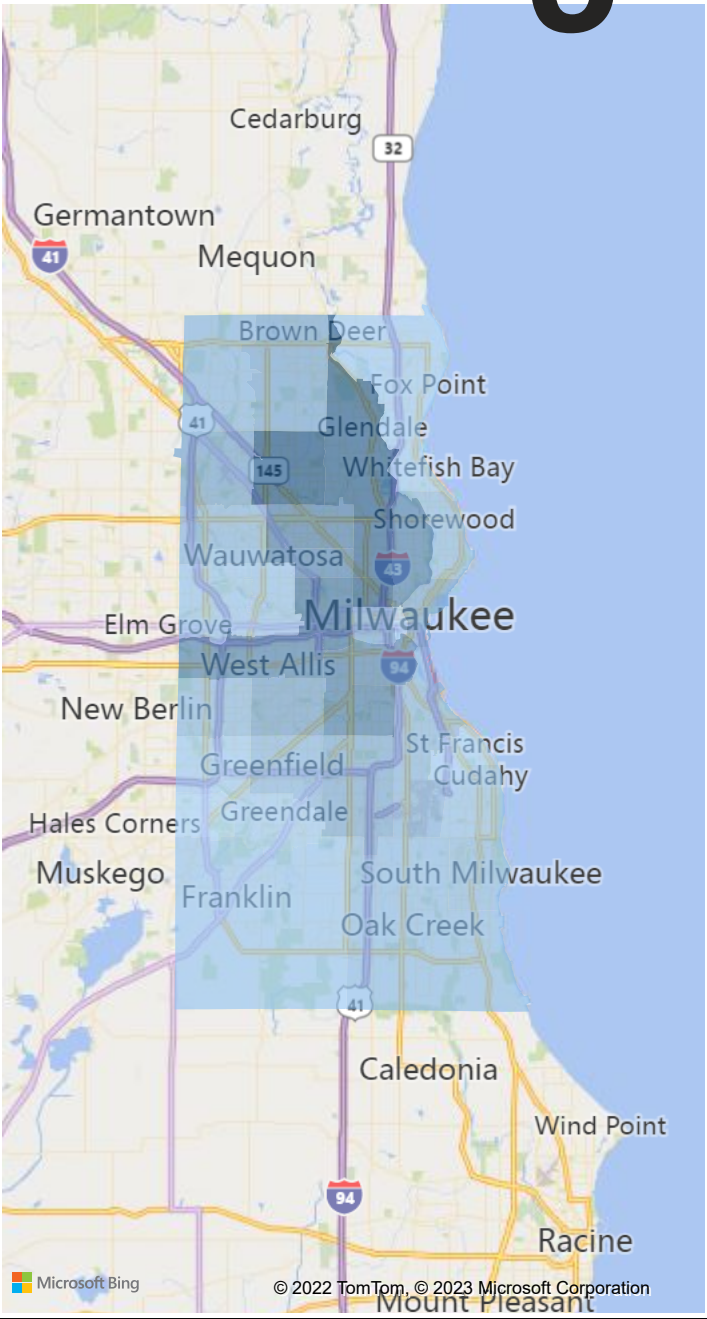 Cedarburg
32
Germantown
41
Mequon
Brown Deer
Fox Point
41
Glendale
145
Whitefish Bay
Shorewood
Wauwatosa
43
Milwaukee
Elm Grove
West Allis
94
New Berlin
St Francis
Greenfield
Cudahy
Greendale
Hales Corners
Muskego
South Milwaukee
Franklin
Oak Creek
41
Caledonia
Wind Point
94
Racine
Microsoft Bing
© 2022 TomTom, © 2023 Microsoft Corporation
Mount Pleasant